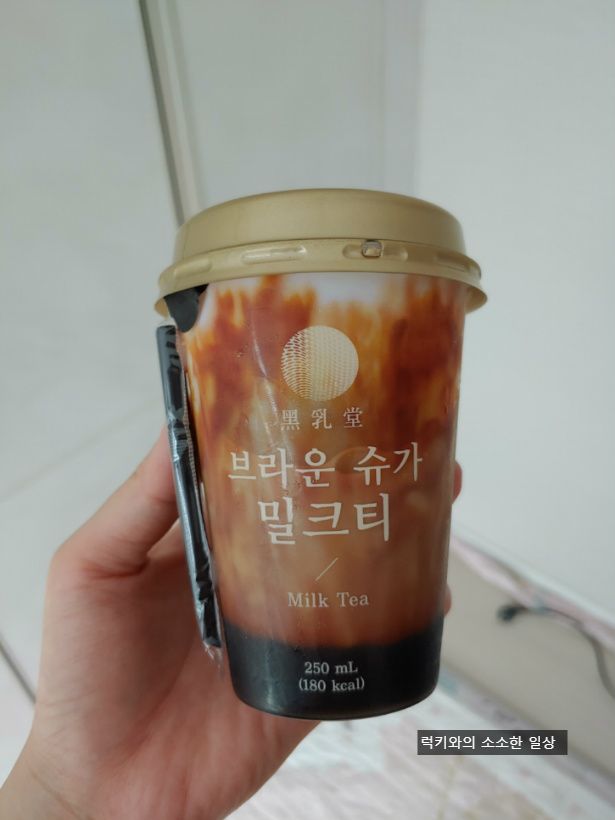 黑乳堂
브라운 슈가
밀크티
Milk Tea
250 mL
(180 kcal)
럭키와의 소소한 일상